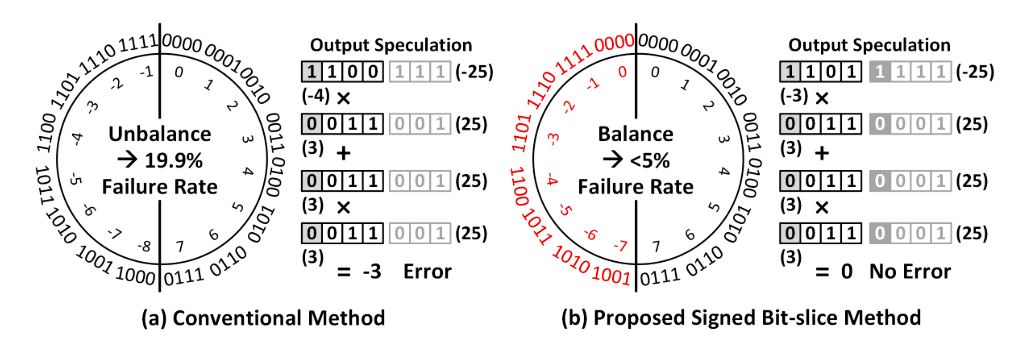 1111 0000
1110 0001
1101 0010
1100 0011
1011 0100
1010 0101
1001 0110
1000 0111
-1 0
-2 1
-3 2
-4 3
-5 4
-6 5
-7 6
-8 7
Unbalance
→ 19.9%
Failure Rate
Output Speculation
1 1 0 0 1 1 1 (-25)
(-4) ×
0 0 1 1 0 0 1 (25)
(3) +
0 0 1 1 0 0 1 (25)
(3) ×
0 0 1 1 0 0 1 (25)
(3)
= -3 Error
(a) Conventional Method
0000 0000
1111 0001
1110 0010
1101 0011
1100 0100
1011 0101
1010 0110
1001 0111
0 0
-1 1
-2 2
-3 3
-4 4
-5 5
-6 6
-7 7
Balance
→ <5%
Failure Rate
Output Speculation
1 1 0 1 1 1 1 1 (-25)
(-3) ×
0 0 1 1 0 0 0 1 (25)
(3) +
0 0 1 1 0 0 0 1 (25)
(3) ×
0 0 1 1 0 0 0 1 (25)
(3)
= 0 No Error
(b) Proposed Signed Bit-slice Method